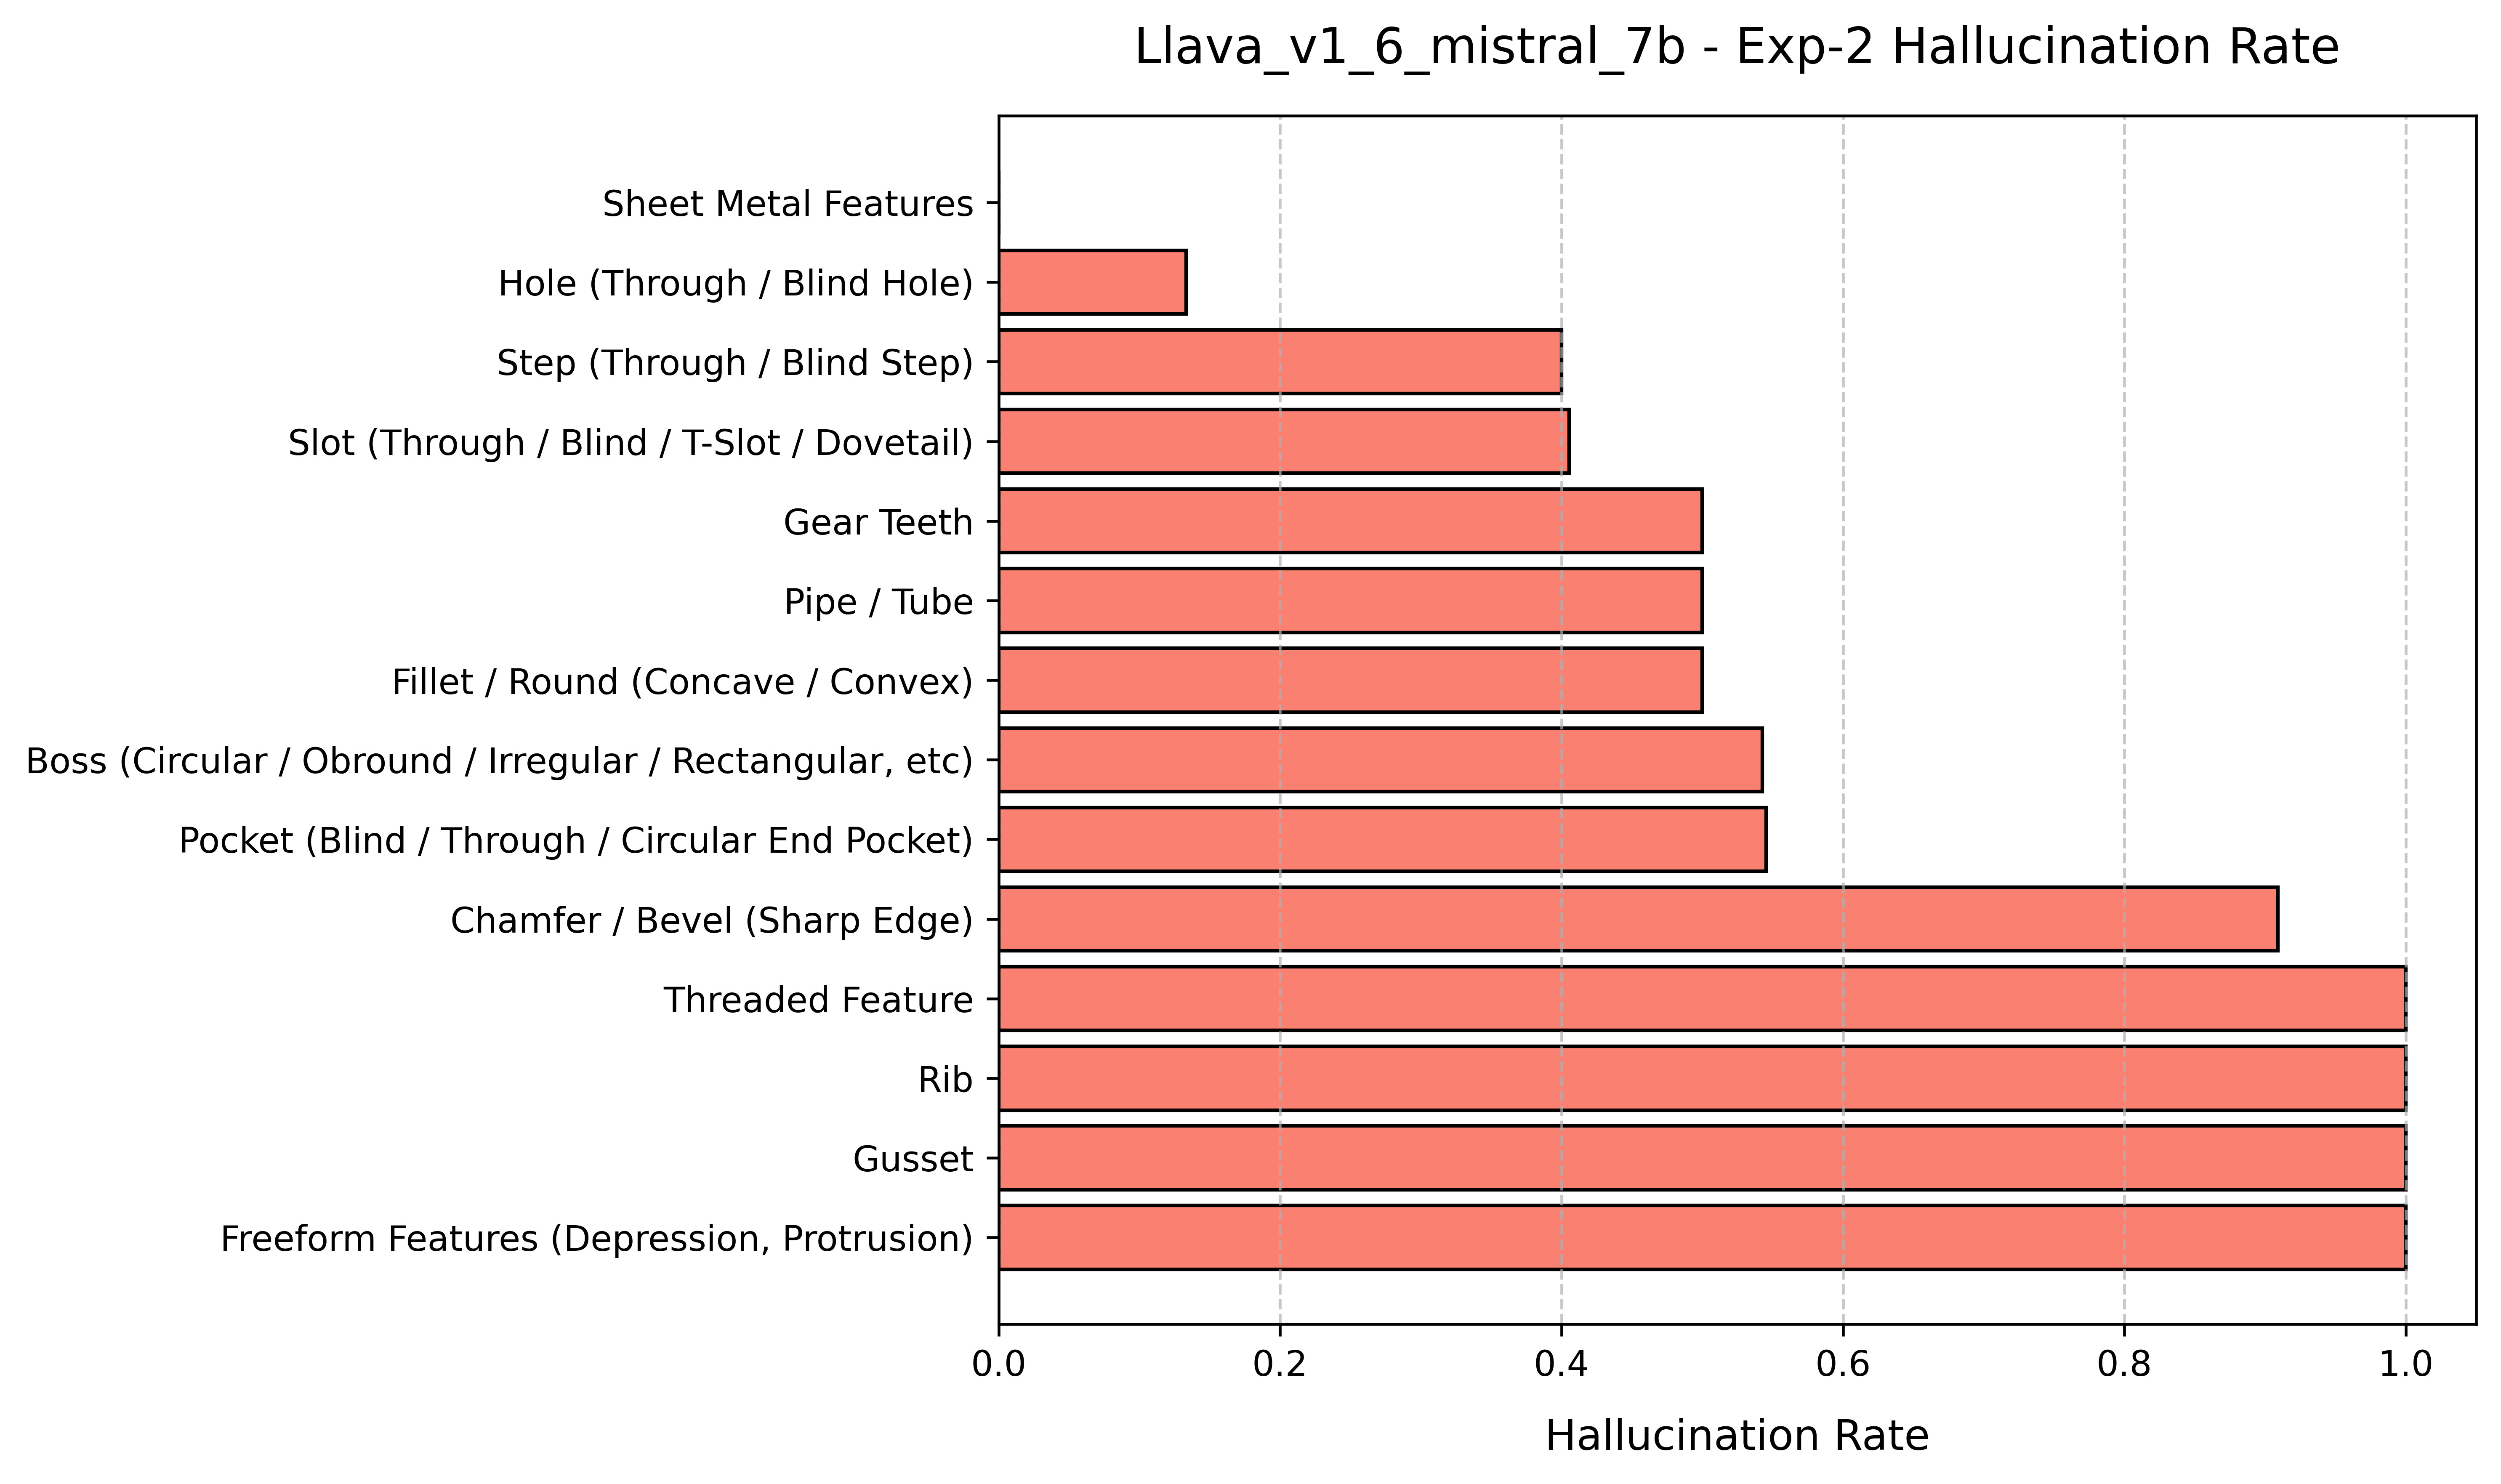 Llava_v1_6_mistral_7b - Exp-2 Hallucination Rate
Sheet Metal Features
Hole (Through / Blind Hole)
Step (Through / Blind Step)
Slot (Through / Blind / T-Slot / Dovetail)
Gear Teeth
Pipe / Tube
Fillet / Round (Concave / Convex)
Boss (Circular / Obround / Irregular / Rectangular, etc)
Pocket (Blind / Through / Circular End Pocket)
Chamfer / Bevel (Sharp Edge)
Threaded Feature
Rib
Gusset
Freeform Features (Depression, Protrusion)
0.0 0.2 0.4 0.6 0.8 1.0
Hallucination Rate